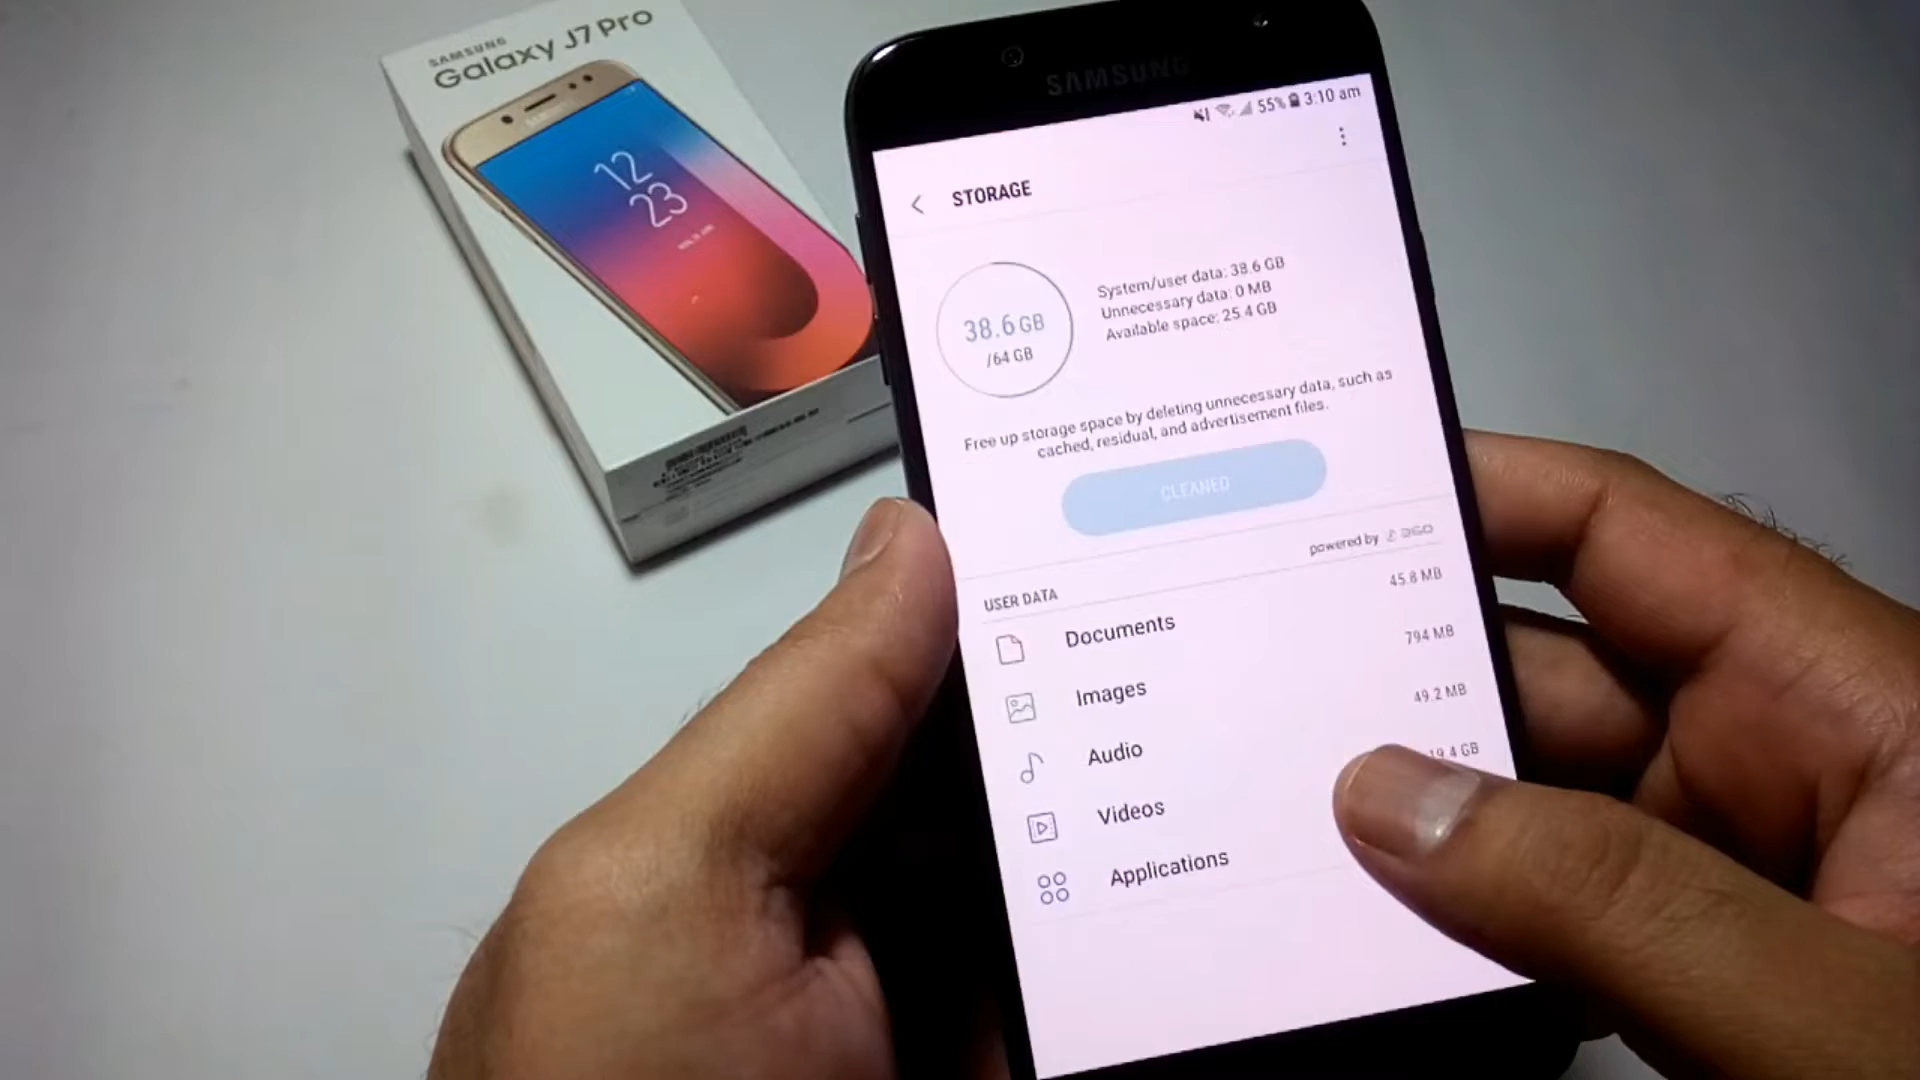 SAMSUNG
Galaxy J7 Pro
12
23
SAMSUNG
55% 3:10 am
STORAGE
38.6 GB
/64 GB
System/user data: 38.6 GB
Unnecessary data: 0 MB
Available space: 25.4 GB
Free up storage space by deleting unnecessary data, such as
cached, residual, and advertisement files.
CLEANED
powered by
USER DATA
Documents 45.8 MB
Images 794 MB
Audio 49.2 MB
Videos 19.4 GB
Applications